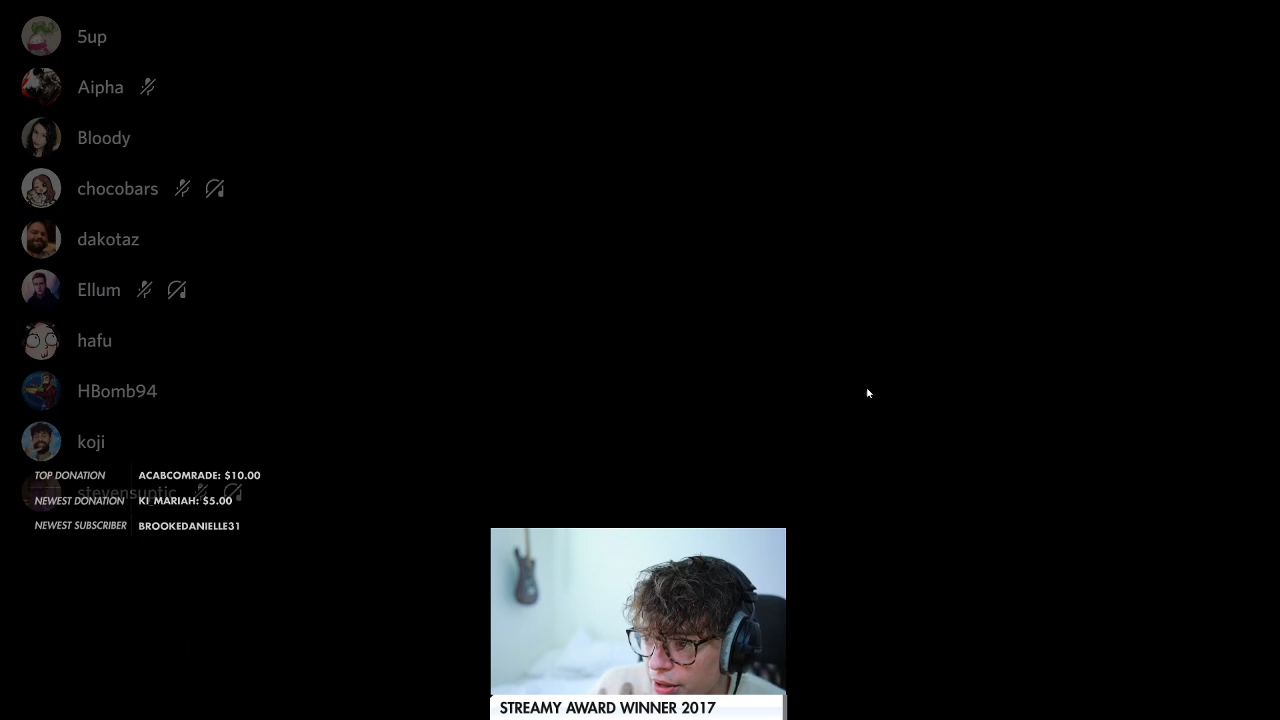 5up
Aipha
Bloody
chocobars
dakotaz
Ellum
hafu
HBomb94
koji
TOP DONATION ACABCOMRADE: $10.00
stevensuptic
NEWEST DONATION KI_MARIAH: $5.00
NEWEST SUBSCRIBER BROOKEDANIELLE31
STREAMY AWARD WINNER 2017